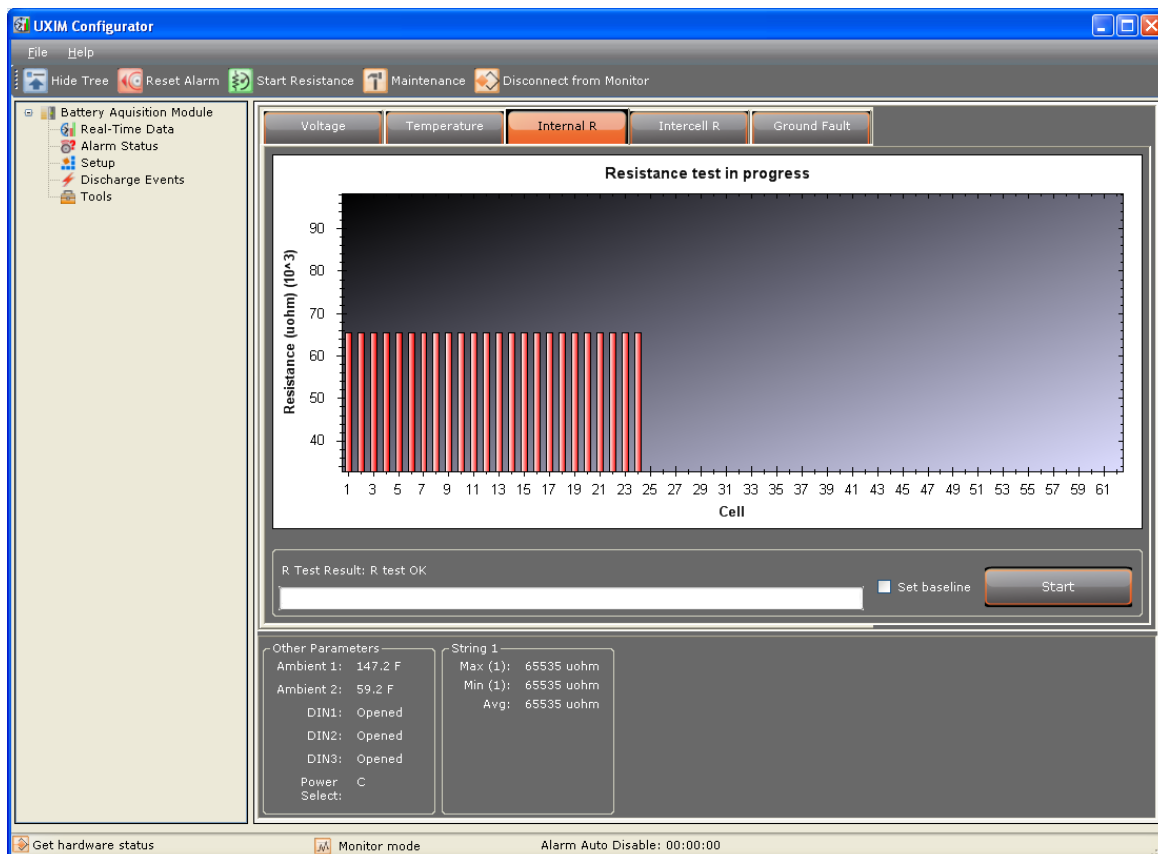 UXIM Configurator
File Help
Hide Tree Reset Alarm Start Resistance Maintenance Disconnect from Monitor
Battery Aquisition Module
Real-Time Data
Alarm Status
Setup
Discharge Events
Tools
Voltage Temperature Internal R Intercell R Ground Fault
Resistance test in progress
Resistance (uohm) (10^3)
90
80
70
60
50
40
1 3 5 7 9 11 13 15 17 19 21 23 25 27 29 31 33 35 37 39 41 43 45 47 49 51 53 55 57 59 61
Cell
R Test Result: R test OK
Set baseline
Start
Other Parameters
Ambient 1: 147.2 F
Ambient 2: 59.2 F
DIN1: Opened
DIN2: Opened
DIN3: Opened
Power C
Select:
String 1
Max (1): 65535 uohm
Min (1): 65535 uohm
Avg: 65535 uohm
Get hardware status Monitor mode Alarm Auto Disable: 00:00:00